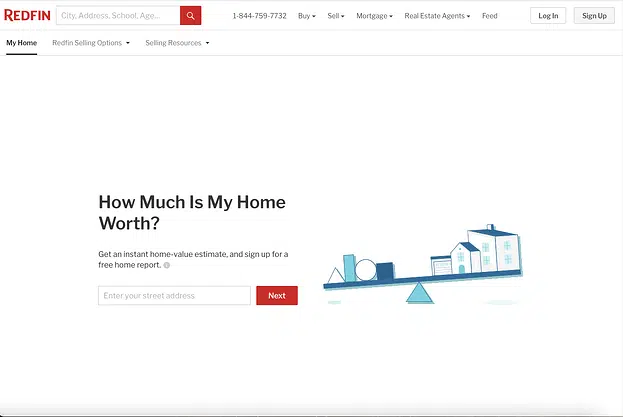 REDFIN
City, Address, School, Age...
1-844-759-7732 Buy Sell Mortgage Real Estate Agents Feed Log In Sign Up
My Home Redfin Selling Options Selling Resources
How Much Is My Home
Worth?
Get an instant home-value estimate, and sign up for a
free home report.
Enter your street address Next